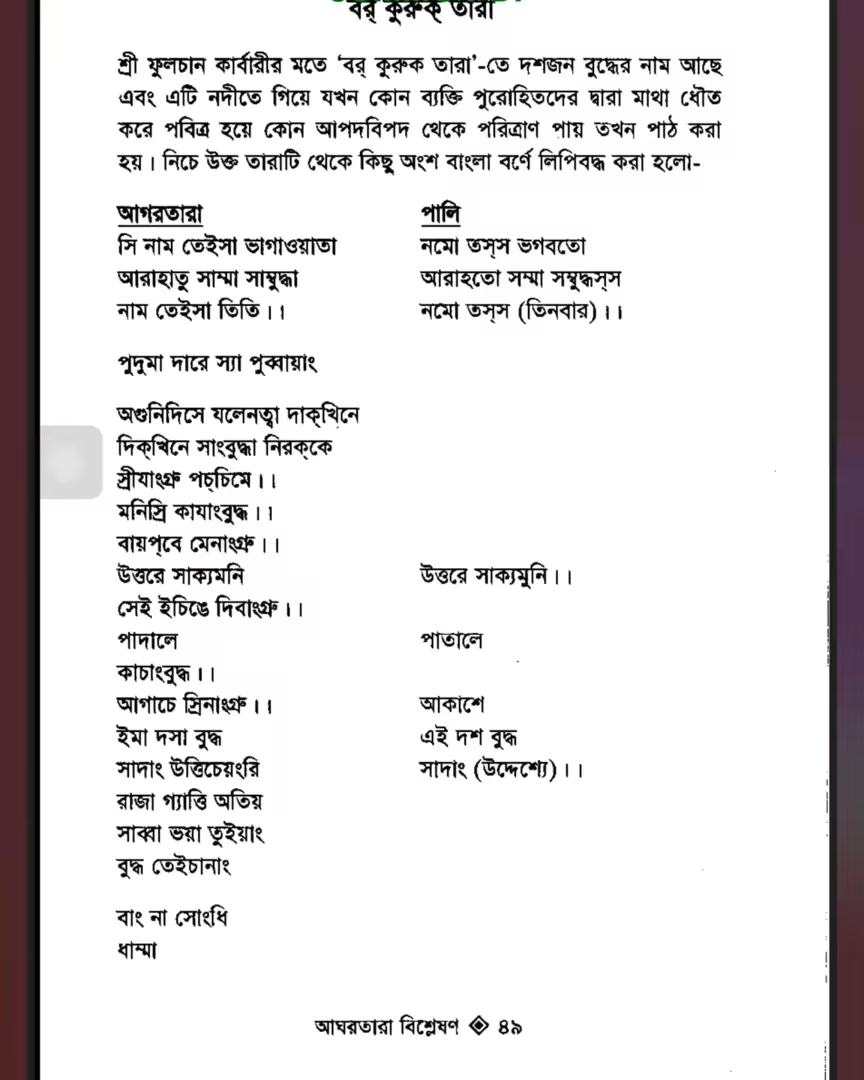 বর্ কুরুক্ তারা
শ্রী ফুলচান কার্বারীর মতে ‘বর্ কুরুক তারা’-তে দশজন বুদ্ধের নাম আছে
এবং এটি নদীতে গিয়ে যখন কোন ব্যক্তি পুরোহিতদের দ্বারা মাথা ধৌত
করে পবিত্র হয়ে কোন আপদবিপদ থেকে পরিত্রাণ পায় তখন পাঠ করা
হয়। নিচে উক্ত তারাটি থেকে কিছু অংশ বাংলা বর্ণে লিপিবদ্ধ করা হলো-
আগরতারা পালি
সি নাম তেইসা ভাগাওয়াতা নমো তস্স ভগবতো
আরাহাতু সাম্মা সাম্বুদ্ধা আরাহতো সম্মা সম্বুদ্ধস্স
নাম তেইসা তিতি।। নমো তস্স (তিনবার)।।
পুদুমা দারে স্যা পুব্বায়াং
অগুনিদিসে যলেনত্থা দাক্খিনে
দিক্খিনে সাংবুদ্ধা নিরক্কে
স্রীযাংগ্রু পচ্চিমে।।
মনিস্রি কাযাংবুদ্ধ।।
বায়প্বে মেনাংগ্রু।।
উত্তরে সাক্যমনি উত্তরে সাক্যমুনি।।
সেই ইচিঙে দিবাংগ্রু।।
পাদালে পাতালে
কাচাংবুদ্ধ।।
আগাচে স্রিনাংগ্রু।। আকাশে
ইমা দসা বুদ্ধ এই দশ বুদ্ধ
সাদাং উত্তিচেয়ংরি সাদাং (উদ্দেশ্যে)।।
রাজা গ্যাত্তি অতিয়
সাব্বা ভয়া তুইয়াং
বুদ্ধ তেইচানাং
বাং না সোংধি
ধাম্মা
আঘরতারা বিশ্লেষণ ৪৯